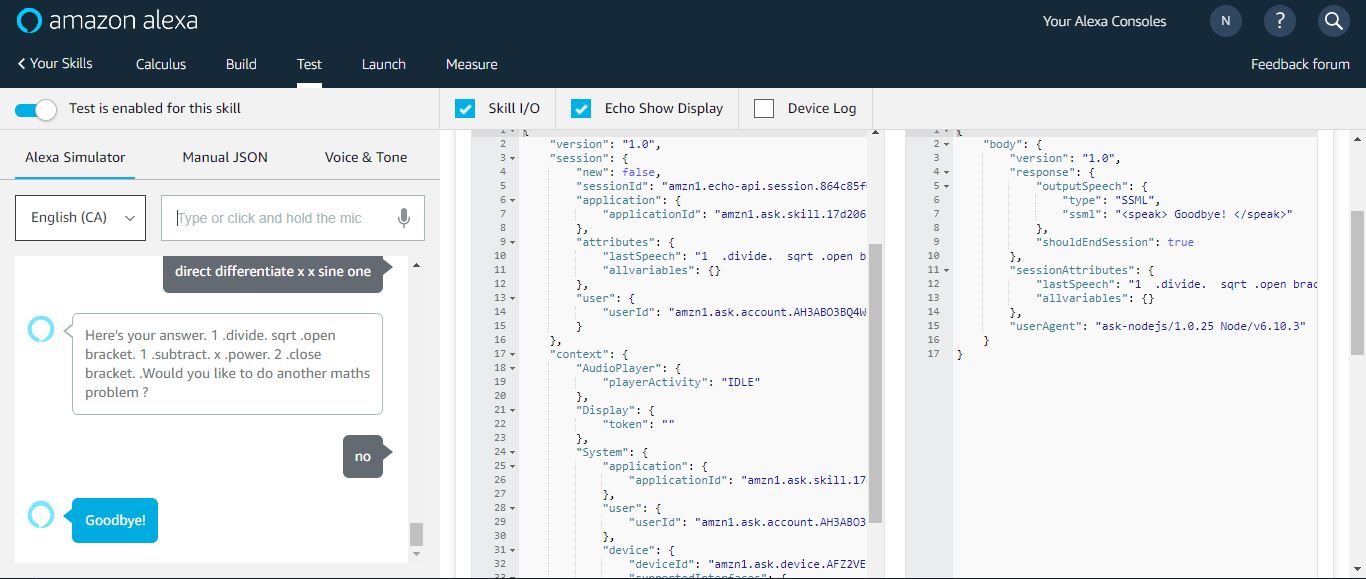 amazon alexa
Your Alexa Consoles
N
?
Your Skills
Calculus
Build
Test
Launch
Measure
Feedback forum
Test is enabled for this skill
Skill I/O
Echo Show Display
Device Log
Alexa Simulator
Manual JSON
Voice & Tone
English (CA)
Type or click and hold the mic
direct differentiate x x sine one
Here's your answer. 1 .divide. sqrt .open
bracket. 1 .subtract. x .power. 2 .close
bracket. .Would you like to do another maths
problem ?
no
Goodbye!
1 {
2 "version": "1.0",
3 "session": {
4 "new": false,
5 "sessionId": "amzn1.echo-api.session.864c85f
6 "application": {
7 "applicationId": "amzn1.ask.skill.17d206
8 },
9 "attributes": {
10 "lastSpeech": "1  .divide.  sqrt .open b
11 "allvariables": {}
12 },
13 "user": {
14 "userId": "amzn1.ask.account.AH3ABO3BQ4W
15 }
16 },
17 "context": {
18 "AudioPlayer": {
19 "playerActivity": "IDLE"
20 },
21 "Display": {
22 "token": ""
23 },
24 "System": {
25 "application": {
26 "applicationId": "amzn1.ask.skill.17
27 },
28 "user": {
29 "userId": "amzn1.ask.account.AH3ABO3
30 },
31 "device": {
32 "deviceId": "amzn1.ask.device.AFZ2VE
33 "supportedInterfaces": {
1 {
2 "body": {
3 "version": "1.0",
4 "response": {
5 "outputSpeech": {
6 "type": "SSML",
7 "ssml": "<speak> Goodbye! </speak>"
8 },
9 "shouldEndSession": true
10 },
11 "sessionAttributes": {
12 "lastSpeech": "1  .divide.  sqrt .open brac
13 "allvariables": {}
14 },
15 "userAgent": "ask-nodejs/1.0.25 Node/v6.10.3"
16 }
17 }